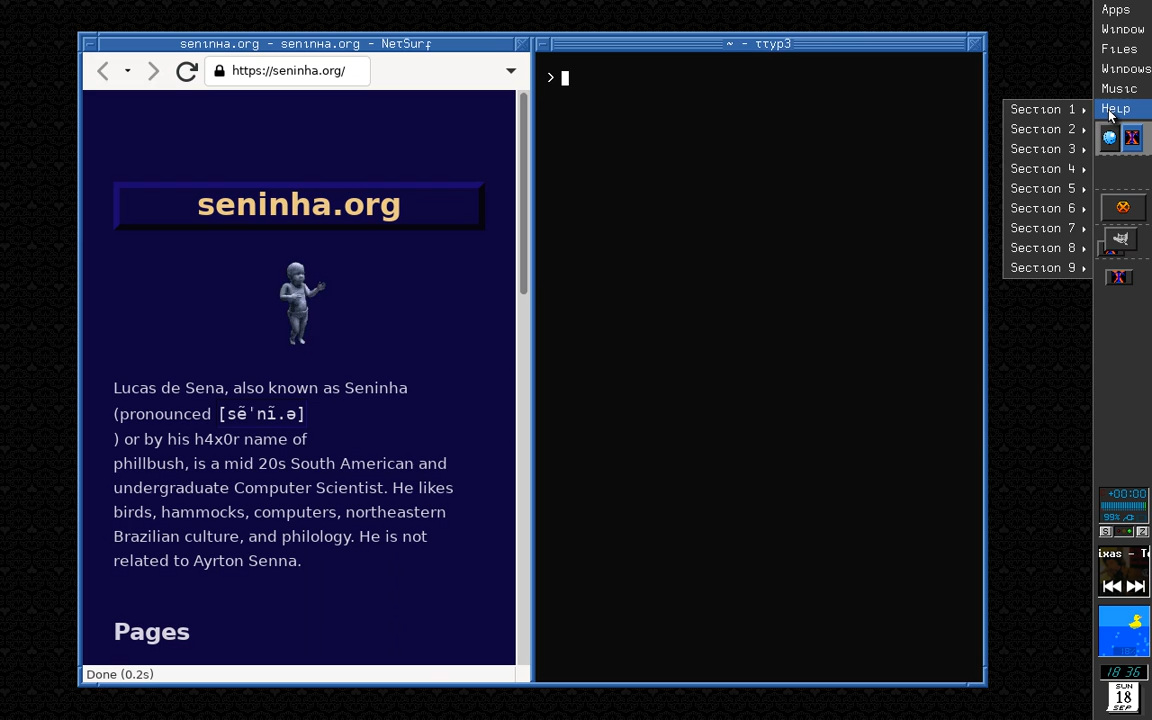 seninha.org - seninha.org - NetSurf
~ - ttyp3
https://seninha.org/
>
seninha.org
Lucas de Sena, also known as Seninha
(pronounced [sẽˈnĩ.ə]
) or by his h4x0r name of
phillbush, is a mid 20s South American and
undergraduate Computer Scientist. He likes
birds, hammocks, computers, northeastern
Brazilian culture, and philology. He is not
related to Ayrton Senna.
Pages
Done (0.2s)
Apps
Window
Files
Windows
Music
Help
Section 1
Section 2
Section 3
Section 4
Section 5
Section 6
Section 7
Section 8
Section 9
+00:00
99%
S
Z
ixas - T
18 36
SUN
18
SEP